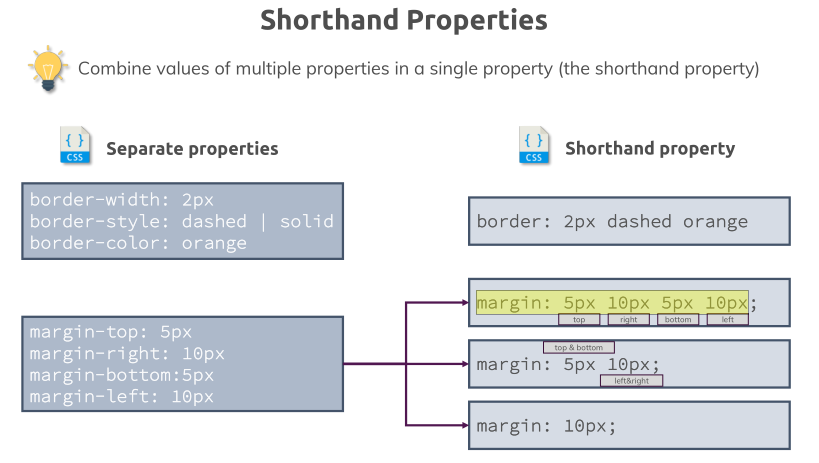 Shorthand Properties
Combine values of multiple properties in a single property (the shorthand property)
{ }
CSS
Separate properties
border-width: 2px
border-style: dashed | solid
border-color: orange
margin-top: 5px
margin-right: 10px
margin-bottom:5px
margin-left: 10px
{ }
CSS
Shorthand property
border: 2px dashed orange
margin: 5px 10px 5px 10px;
top right bottom left
top & bottom
margin: 5px 10px;
left&right
margin: 10px;